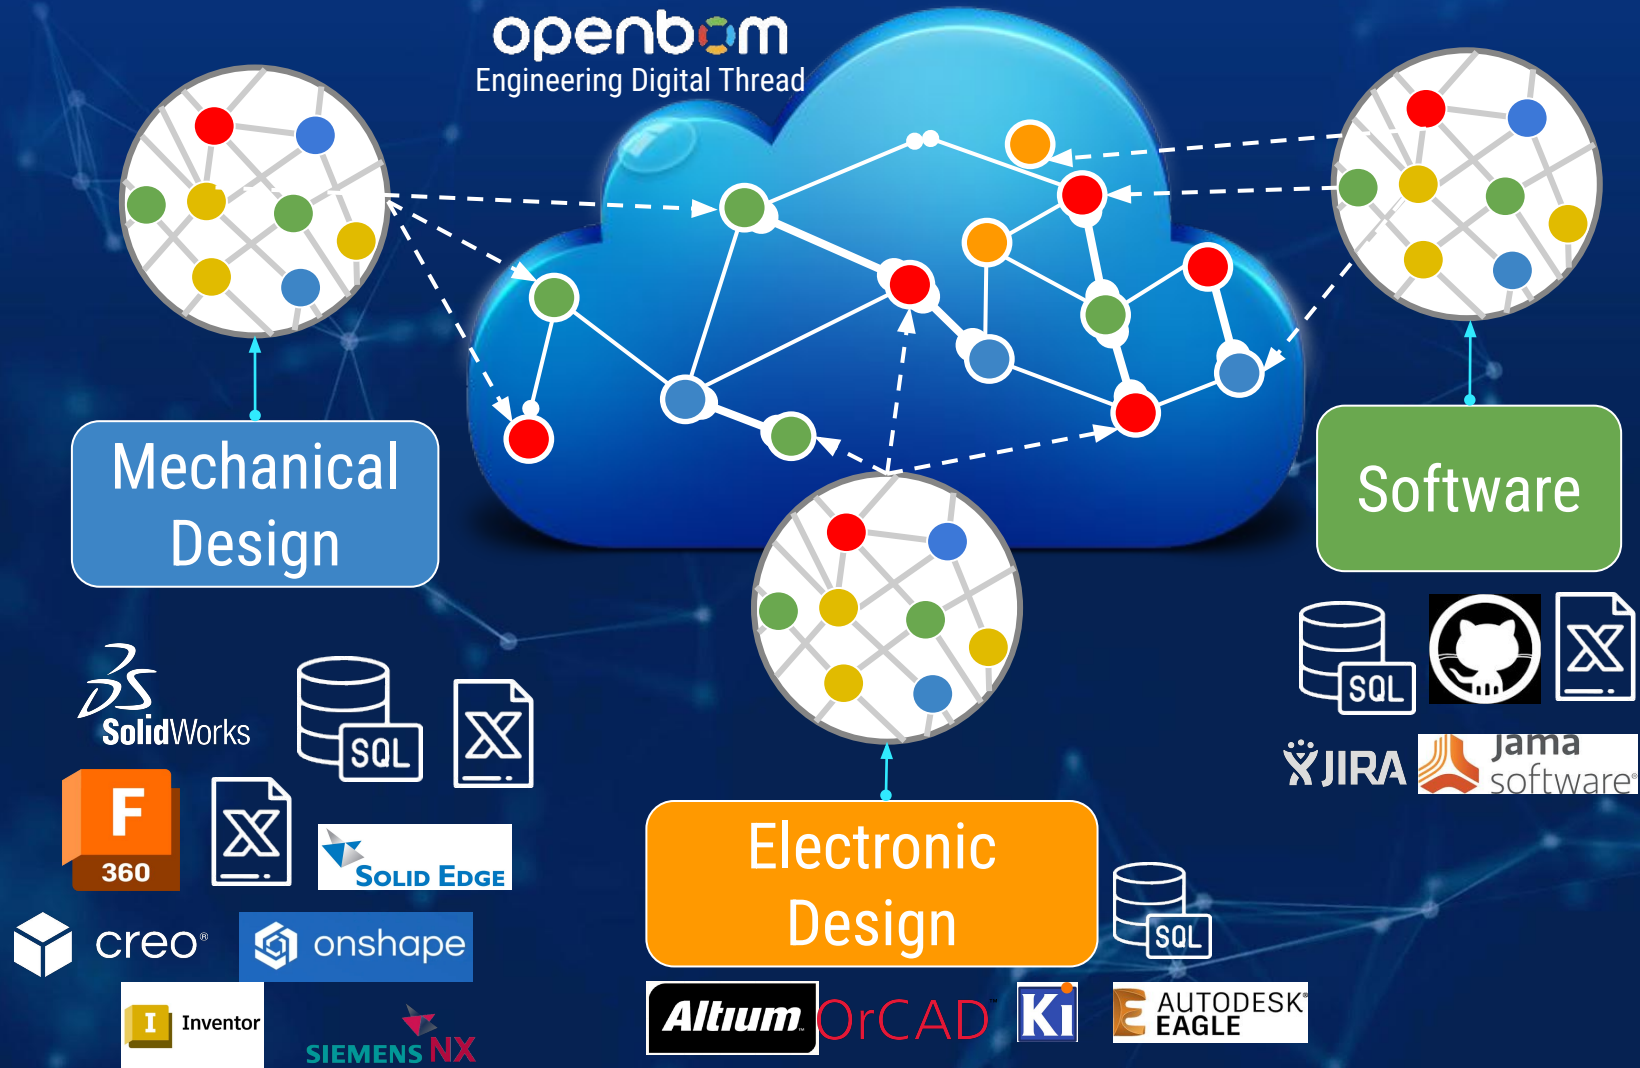 openbom
Engineering Digital Thread
Mechanical
Design
Software
SQL
X
SQL
X
SolidWorks
JIRA
Jama
software®
F
360
X
SOLID EDGE
Electronic
Design
SQL
creo®
onshape
I Inventor
SIEMENS NX
Altium
OrCAD
Ki
E AUTODESK®
EAGLE